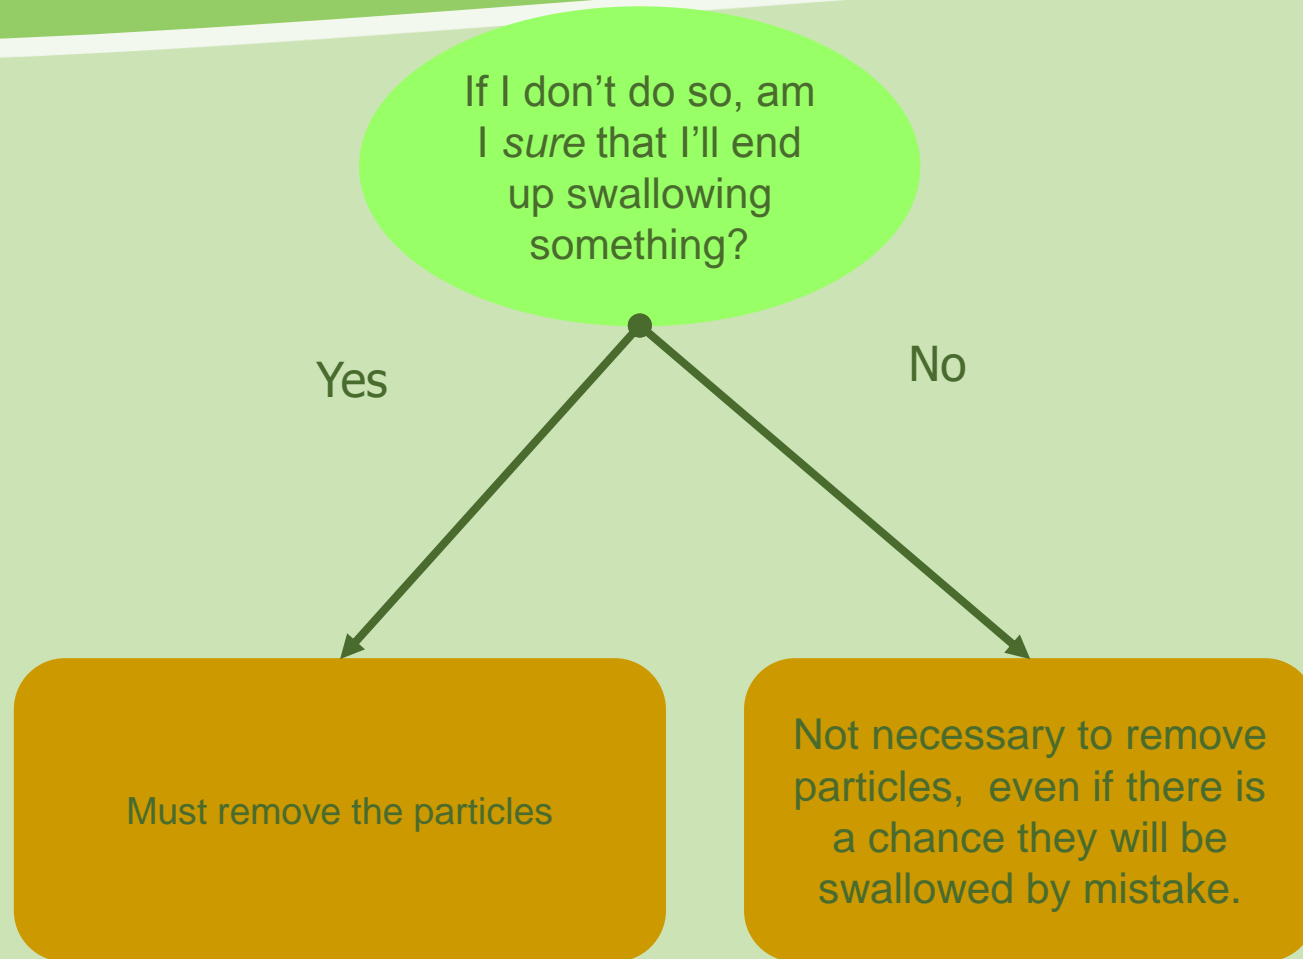 If I don’t do so, am
I sure that I’ll end
up swallowing
something?
Yes
No
Must remove the particles
Not necessary to remove
particles,  even if there is
a chance they will be
swallowed by mistake.